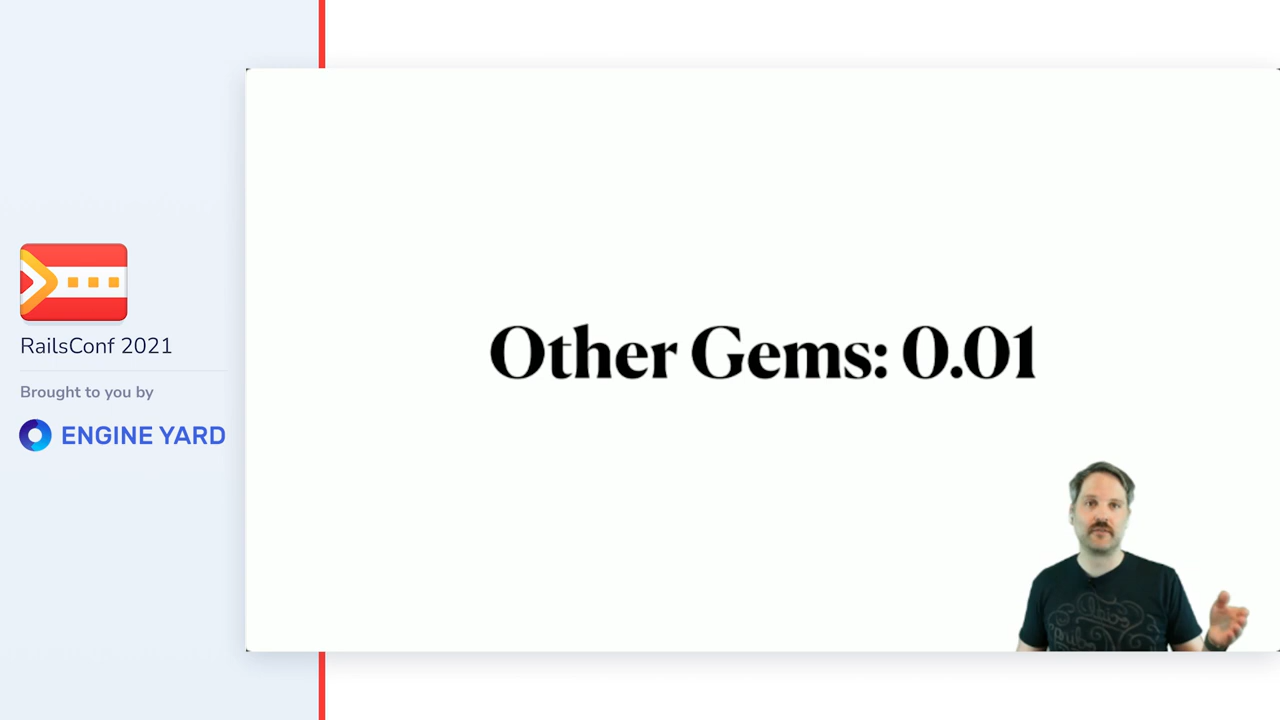 RailsConf 2021
Brought to you by
ENGINE YARD
Other Gems: 0.01